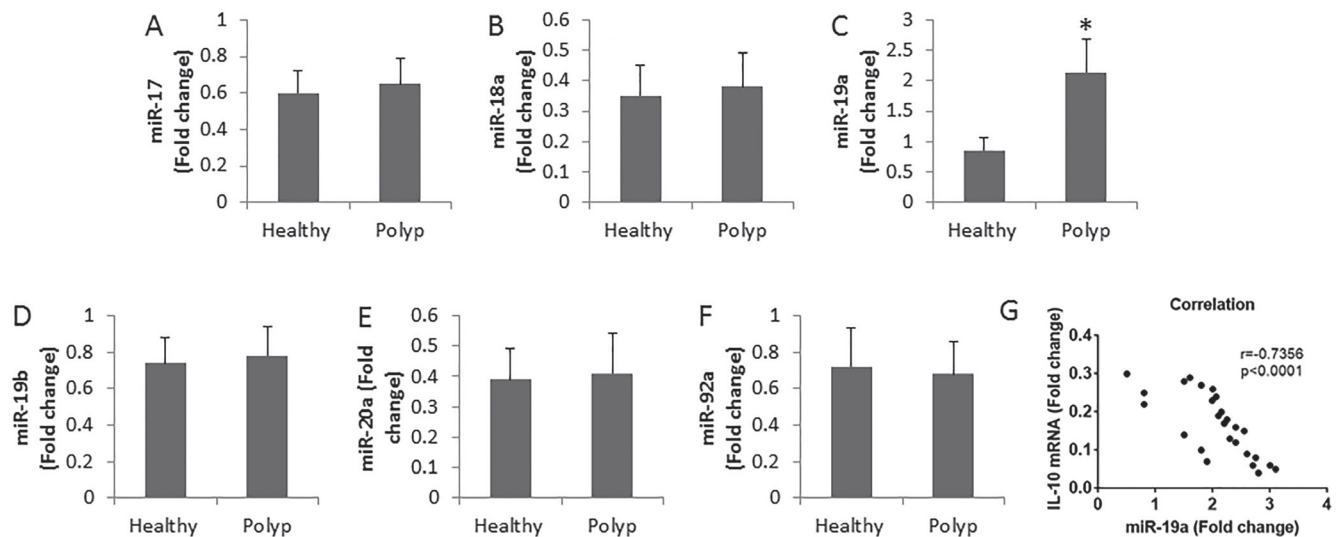 A
miR-17
(Fold change)
1
0.8
0.6
0.4
0.2
0
Healthy
Polyp
B
miR-18a
(Fold change)
0.6
0.5
0.4
0.3
0.2
0.1
0
Healthy
Polyp
C
miR-19a
(Fold change)
3
2.5
2
1.5
1
0.5
0
*
Healthy
Polyp
D
miR-19b
(Fold change)
1
0.8
0.6
0.4
0.2
0
Healthy
Polyp
E
miR-20a (Fold
change)
0.6
0.5
0.4
0.3
0.2
0.1
0
Healthy
Polyp
F
miR-92a
(Fold change)
1
0.8
0.6
0.4
0.2
0
Healthy
Polyp
G
Correlation
IL-10 mRNA (Fold change)
0.4
0.3
0.2
0.1
0.0
r=-0.7356
p<0.0001
0
1
2
3
4
miR-19a (Fold change)